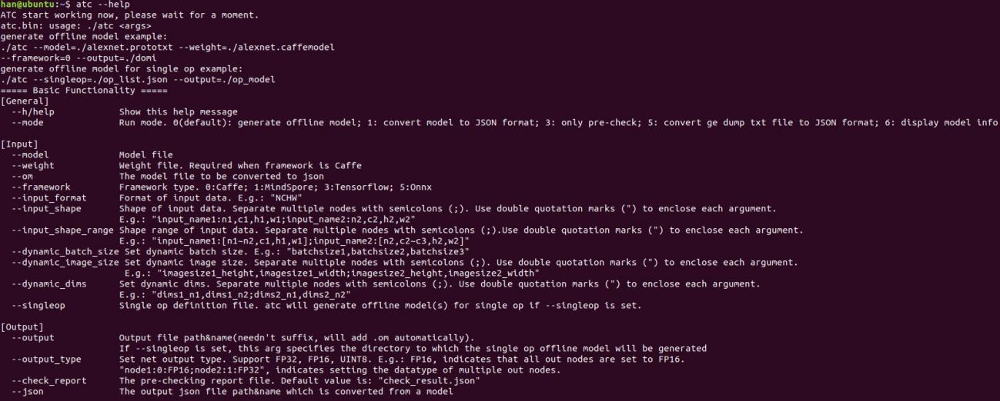 han@ubuntu:~$ atc --help
ATC start working now, please wait for a moment.
atc.bin: usage: ./atc <args>
generate offline model example:
./atc --model=./alexnet.prototxt --weight=./alexnet.caffemodel
--framework=0 --output=./domi
generate offline model for single op example:
./atc --singleop=./op_list.json --output=./op_model
===== Basic Functionality =====
[General]
  --h/help            Show this help message
  --mode              Run mode. 0(default): generate offline model; 1: convert model to JSON format; 3: only pre-check; 5: convert ge dump txt file to JSON format; 6: display model info

[Input]
  --model             Model file
  --weight            Weight file. Required when framework is Caffe
  --om                The model file to be converted to json
  --framework         Framework type. 0:Caffe; 1:MindSpore; 3:Tensorflow; 5:Onnx
  --input_format      Format of input data. E.g.: "NCHW"
  --input_shape       Shape of input data. Separate multiple nodes with semicolons (;). Use double quotation marks (") to enclose each argument.
                      E.g.: "input_name1:n1,c1,h1,w1;input_name2:n2,c2,h2,w2"
  --input_shape_range Shape range of input data. Separate multiple nodes with semicolons (;).Use double quotation marks (") to enclose each argument.
                      E.g.: "input_name1:[n1~n2,c1,h1,w1];input_name2:[n2,c2~c3,h2,w2]"
  --dynamic_batch_size Set dynamic batch size. E.g.: "batchsize1,batchsize2,batchsize3"
  --dynamic_image_size Set dynamic image size. Separate multiple nodes with semicolons (;). Use double quotation marks (") to enclose each argument.
                       E.g.: "imagesize1_height,imagesize1_width;imagesize2_height,imagesize2_width"
  --dynamic_dims      Set dynamic dims. Separate multiple nodes with semicolons (;). Use double quotation marks (") to enclose each argument.
                      E.g.: "dims1_n1,dims1_n2;dims2_n1,dims2_n2"
  --singleop          Single op definition file. atc will generate offline model(s) for single op if --singleop is set.

[Output]
  --output            Output file path&name(needn't suffix, will add .om automatically).
                      If --singleop is set, this arg specifies the directory to which the single op offline model will be generated
  --output_type       Set net output type. Support FP32, FP16, UINT8. E.g.: FP16, indicates that all out nodes are set to FP16.
                      "node1:0:FP16;node2:1:FP32", indicates setting the datatype of multiple out nodes.
  --check_report      The pre-checking report file. Default value is: "check_result.json"
  --json              The output json file path&name which is converted from a model